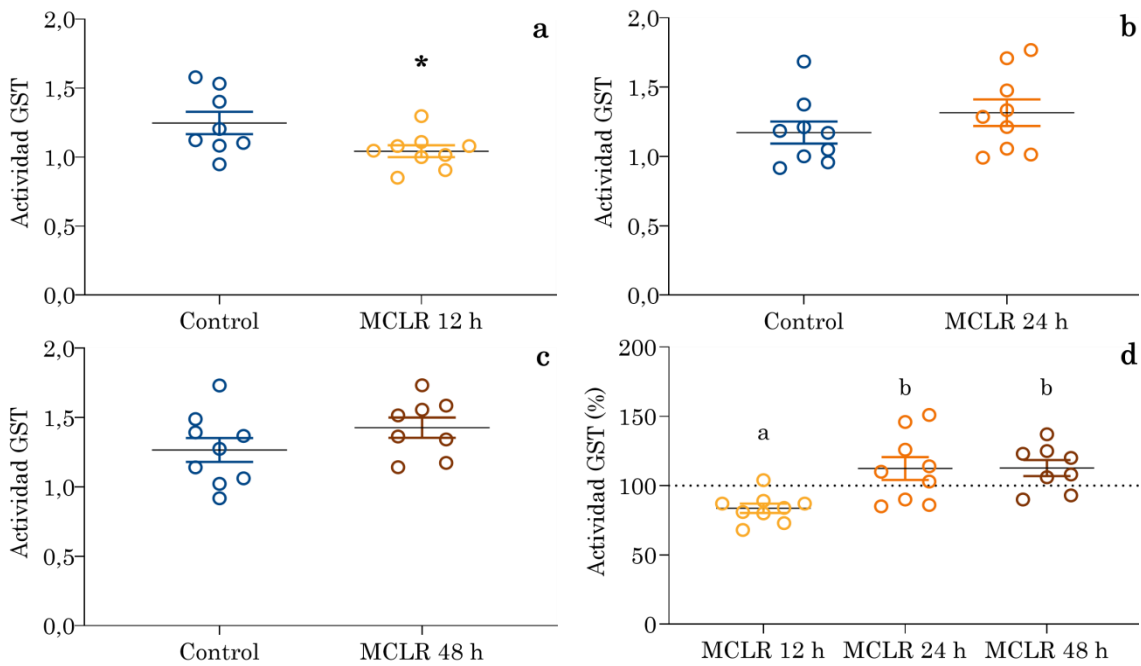 a
Actividad GST
2,0
1,5
1,0
0,5
0,0
*
Control
MCLR 12 h
b
Actividad GST
2,0
1,5
1,0
0,5
0,0
Control
MCLR 24 h
c
Actividad GST
2,0
1,5
1,0
0,5
0,0
Control
MCLR 48 h
d
Actividad GST (%)
200
150
100
50
0
a
b
b
MCLR 12 h
MCLR 24 h
MCLR 48 h